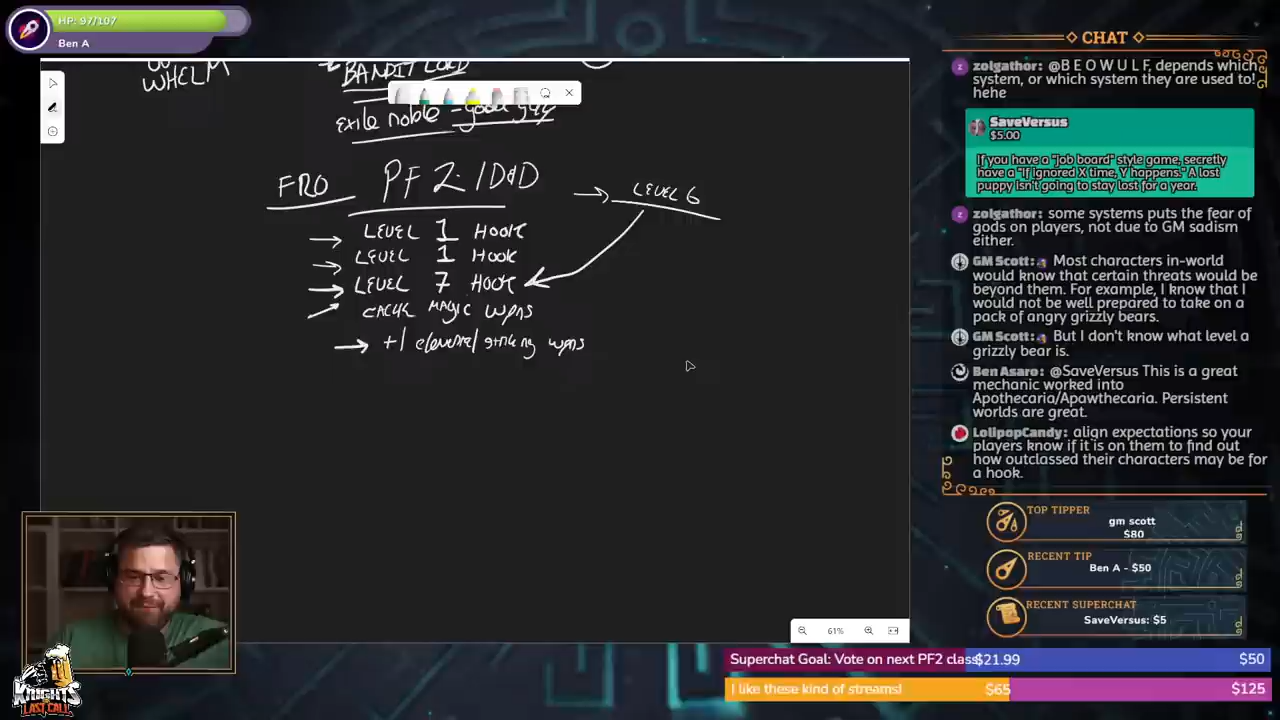 HP: 97/107
Ben A
WHELM
BANDIT LORD
exile noble - good guy
FRO PF2 / D&D
→ LEVEL 6
LEVEL 1 HOOK
LEVEL 1 HOOK
LEVEL 7 HOOK
CACHE MAGIC WPNS
+1 elemental striking wpns
61%
CHAT
zolgathor: @B E O W U L F, depends which
system, or which system they are used to!
hehe
SaveVersus
$5.00
If you have a "job board" style game, secretly
have a "If ignored X time, Y happens." A lost
puppy isn't going to stay lost for a year.
zolgathor: some systems puts the fear of
gods on players, not due to GM sadism
either.
GM Scott: Most characters in-world
would know that certain threats would be
beyond them. For example, I know that I
would not be well prepared to take on a
pack of angry grizzly bears.
GM Scott: But I don't know what level a
grizzly bear is.
Ben Asaro: @SaveVersus This is a great
mechanic worked into
Apothecaria/Apawthecaria. Persistent
worlds are great.
LolipopCandy: align expectations so your
players know if it is on them to find out
how outclassed their characters may be for
a hook.
TOP TIPPER
gm scott
$80
RECENT TIP
Ben A - $50
RECENT SUPERCHAT
SaveVersus: $5
Superchat Goal: Vote on next PF2 class $21.99 $50
I like these kind of streams! $65 $125
KNIGHTS
LAST CALL